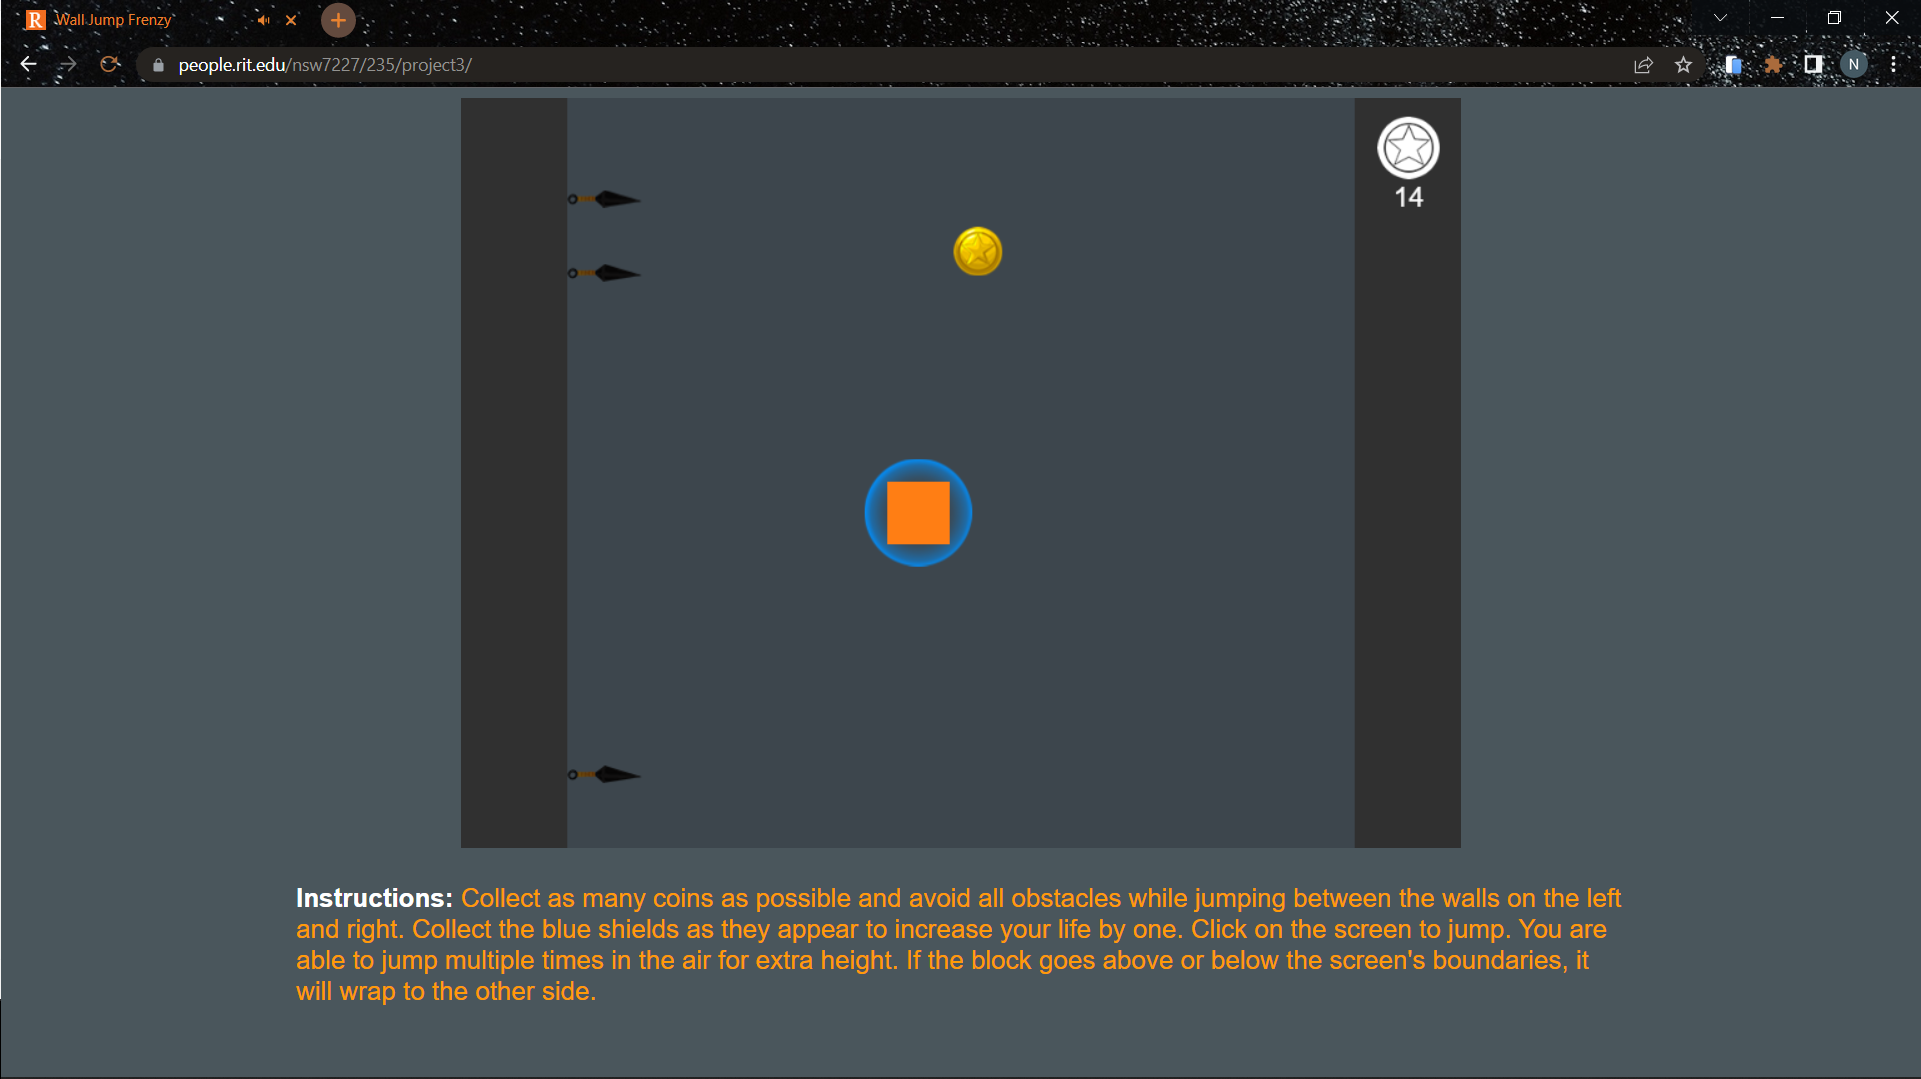 R Wall Jump Frenzy
people.rit.edu/nsw7227/235/project3/
N
14
Instructions: Collect as many coins as possible and avoid all obstacles while jumping between the walls on the left
and right. Collect the blue shields as they appear to increase your life by one. Click on the screen to jump. You are
able to jump multiple times in the air for extra height. If the block goes above or below the screen's boundaries, it
will wrap to the other side.